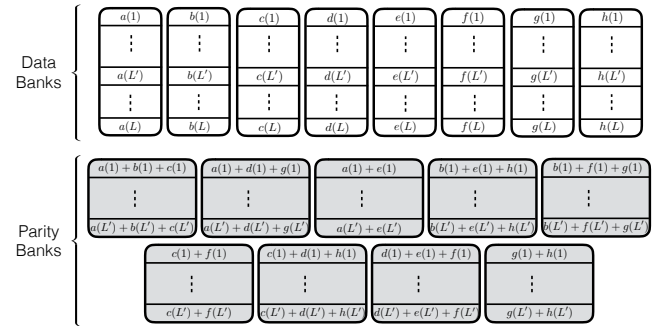 a(1) b(1) c(1) d(1) e(1) f(1) g(1) h(1)
Data
Banks
a(L') b(L') c(L') d(L') e(L') f(L') g(L') h(L')
a(L) b(L) c(L) d(L) e(L) f(L) g(L) h(L)
a(1) + b(1) + c(1) a(1) + d(1) + g(1) a(1) + e(1) b(1) + e(1) + h(1) b(1) + f(1) + g(1)
a(L') + b(L') + c(L') a(L') + d(L') + g(L') a(L') + e(L') b(L') + e(L') + h(L') b(L') + f(L') + g(L')
Parity
Banks
c(1) + f(1) c(1) + d(1) + h(1) d(1) + e(1) + f(1) g(1) + h(1)
c(L') + f(L') c(L') + d(L') + h(L') d(L') + e(L') + f(L') g(L') + h(L')